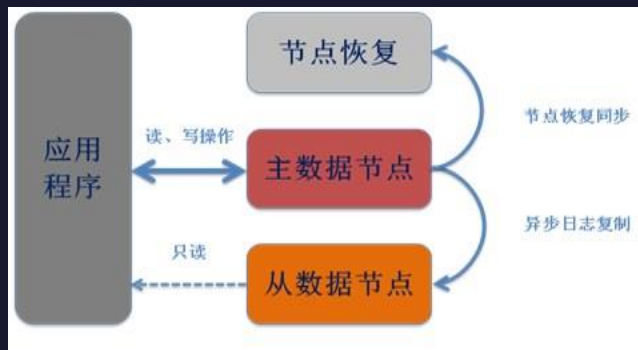 节点恢复
节点恢复同步
读、写操作
应用
程序
主数据节点
异步日志复制
只读
从数据节点